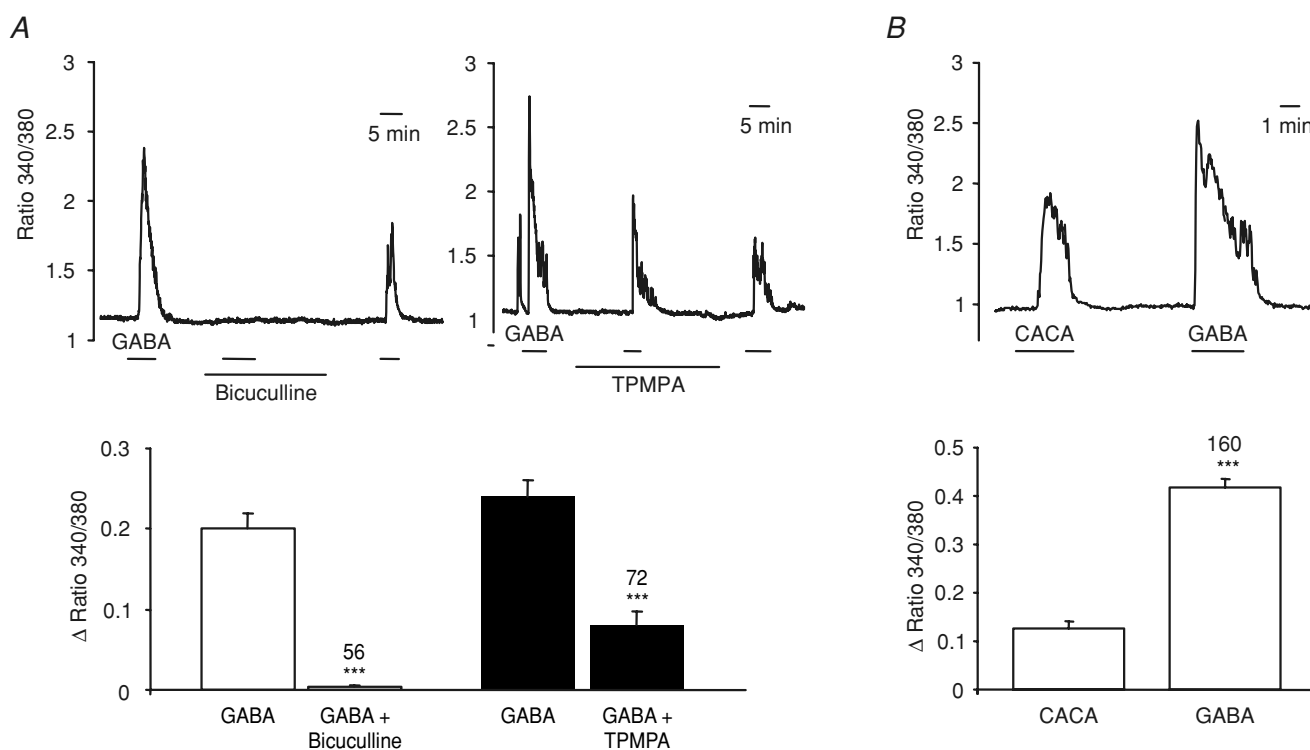 A
3
2.5
2
1.5
1
Ratio 340/380
5 min
GABA
Bicuculline
3
2.5
2
1.5
1
5 min
GABA
TPMPA
0.3
0.2
0.1
0
Δ Ratio 340/380
56
***
72
***
GABA
GABA +
Bicuculline
GABA
GABA +
TPMPA
B
3
2.5
2
1.5
1
Ratio 340/380
1 min
CACA
GABA
0.5
0.4
0.5
0.2
0.1
0
Δ Ratio 340/380
160
***
CACA
GABA